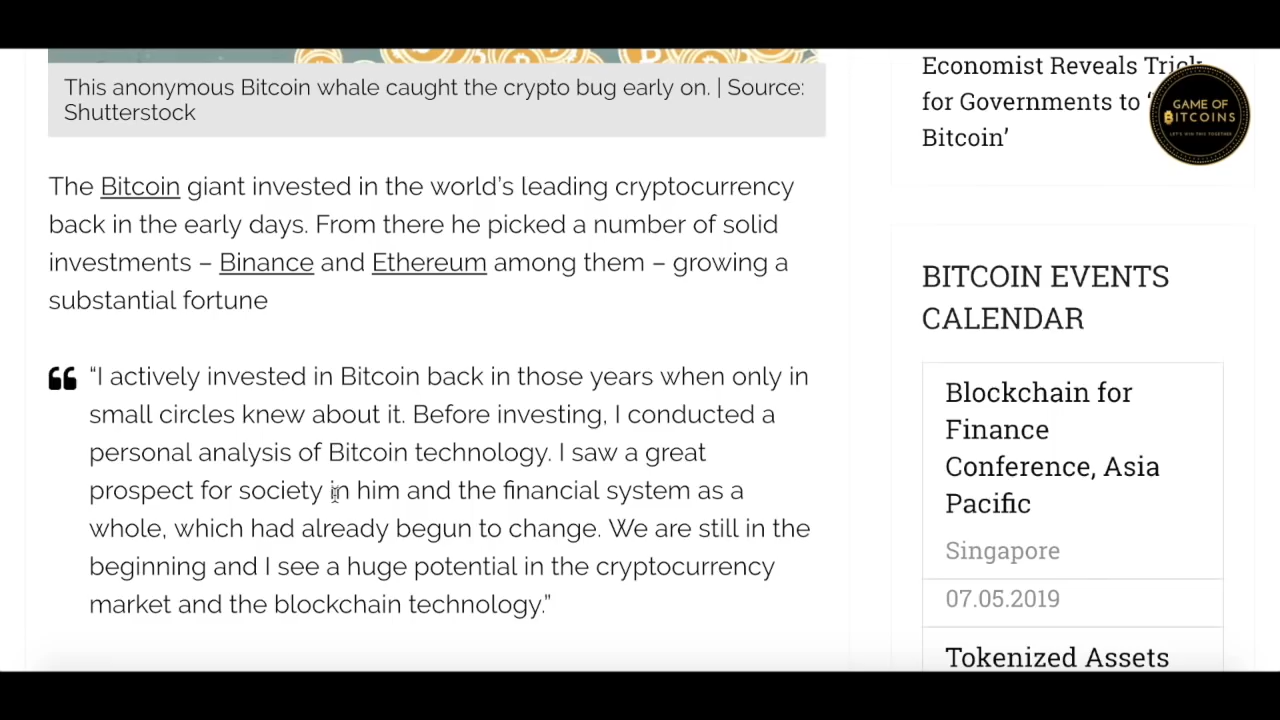 This anonymous Bitcoin whale caught the crypto bug early on. | Source:
Shutterstock
The Bitcoin giant invested in the world’s leading cryptocurrency
back in the early days. From there he picked a number of solid
investments – Binance and Ethereum among them – growing a
substantial fortune
“I actively invested in Bitcoin back in those years when only in
small circles knew about it. Before investing, I conducted a
personal analysis of Bitcoin technology. I saw a great
prospect for society in him and the financial system as a
whole, which had already begun to change. We are still in the
beginning and I see a huge potential in the cryptocurrency
market and the blockchain technology.”
Economist Reveals Trick
for Governments to ‘
Bitcoin’
GAME OF
BITCOINS
LET'S WIN THIS TOGETHER
BITCOIN EVENTS
CALENDAR
Blockchain for
Finance
Conference, Asia
Pacific
Singapore
07.05.2019
Tokenized Assets